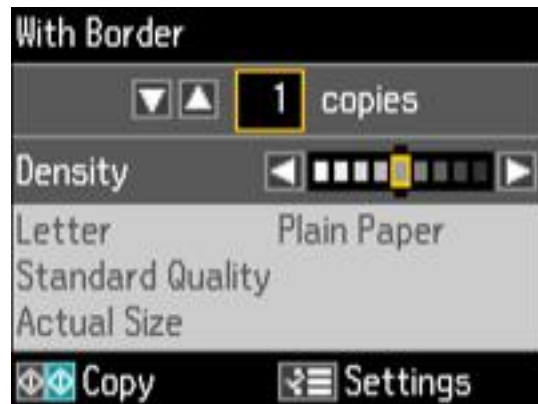 With Border
1 copies
Density
Letter Plain Paper
Standard Quality
Actual Size
Copy Settings